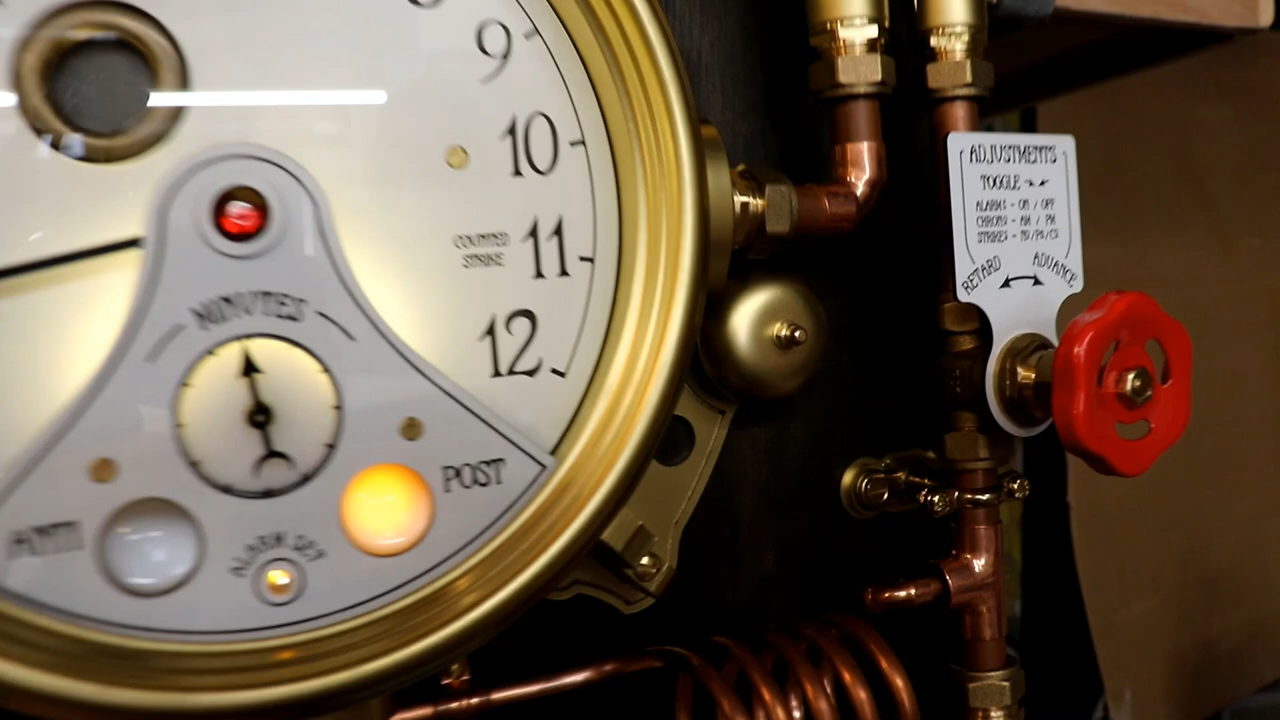 9
10
COUNTED
STRIKE
11
12
MINUTES
POST
ALARM SET
ADJUSTMENTS
TOGGLE
ALARM: - ON / OFF
CHRON: - AM / PM
RETARD
ADVANCE